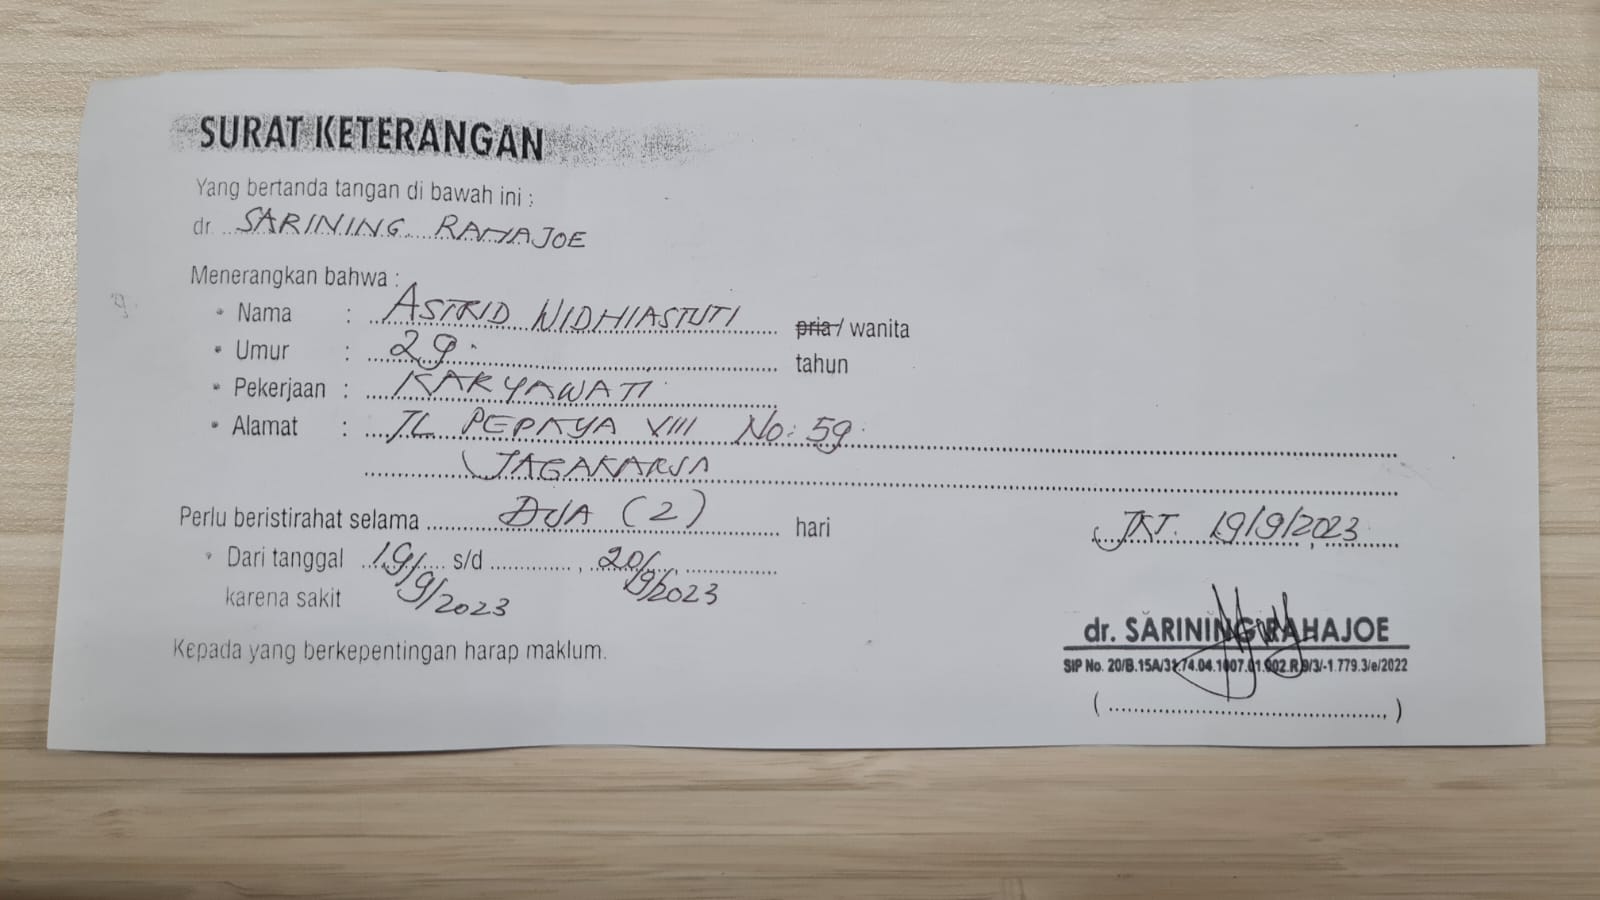 SURAT KETERANGAN
Yang bertanda tangan di bawah ini :
dr. SARINING RAHAJOE
Menerangkan bahwa :
• Nama : ASTRID WIDHIASTUTI pria / wanita
• Umur : 29 tahun
• Pekerjaan : KARYAWATI
• Alamat : JL PEPAYA VIII No: 59
JAGAKARSA
Perlu beristirahat selama DUA (2) hari
• Dari tanggal 19/9/2023 s/d 20/9/2023
karena sakit
Kepada yang berkepentingan harap maklum.
JKT. 19/9/2023
dr. SARINING RAHAJOE
SIP No. 20/B.15A/31.74.04.1007.01.002.R.9/3/-1.779.3/e/2022
(....................)